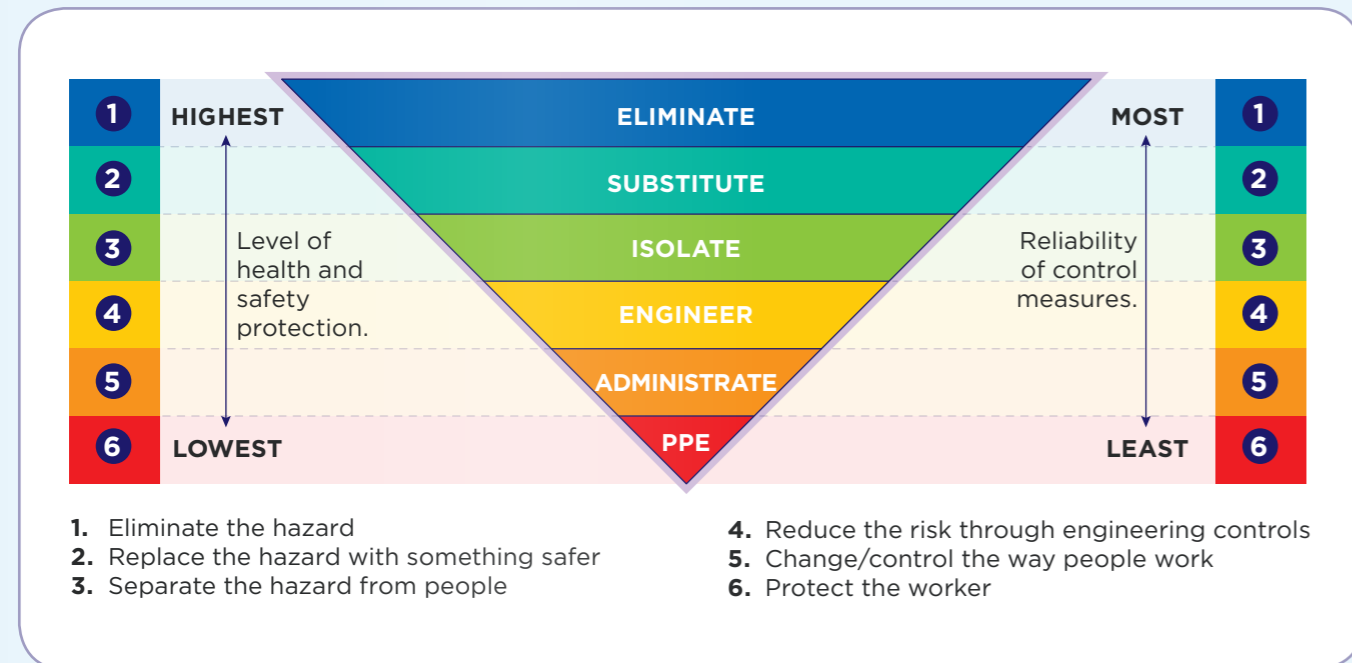 1 HIGHEST ELIMINATE MOST 1
2 SUBSTITUTE 2
3 Level of health and safety protection. ISOLATE Reliability of control measures. 3
4 ENGINEER 4
5 ADMINISTRATE 5
6 LOWEST PPE LEAST 6
1. Eliminate the hazard
2. Replace the hazard with something safer
3. Separate the hazard from people
4. Reduce the risk through engineering controls
5. Change/control the way people work
6. Protect the worker